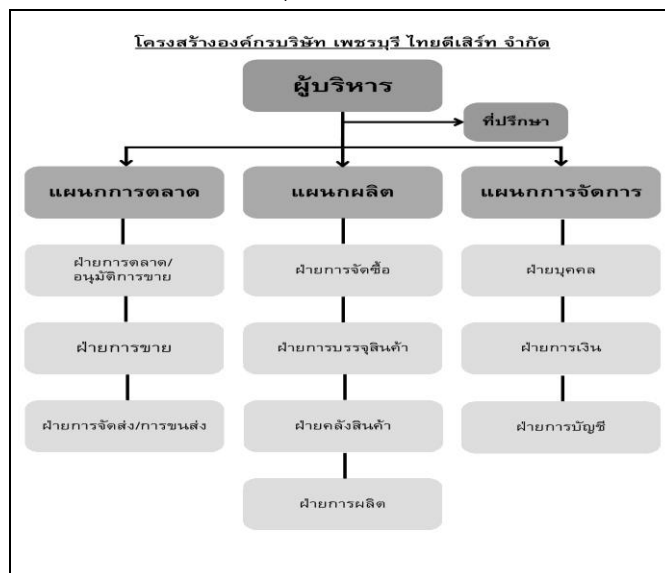 โครงสร้างองค์กรบริษัท เพชรบุรี ไทยดีเสิร์ท จำกัด
ผู้บริหาร
ที่ปรึกษา
แผนกการตลาด
แผนกผลิต
แผนกการจัดการ
ฝ่ายการตลาด/
อนุมัติการขาย
ฝ่ายการจัดซื้อ
ฝ่ายบุคคล
ฝ่ายการขาย
ฝ่ายการบรรจุสินค้า
ฝ่ายการเงิน
ฝ่ายการจัดส่ง/การขนส่ง
ฝ่ายคลังสินค้า
ฝ่ายการบัญชี
ฝ่ายการผลิต